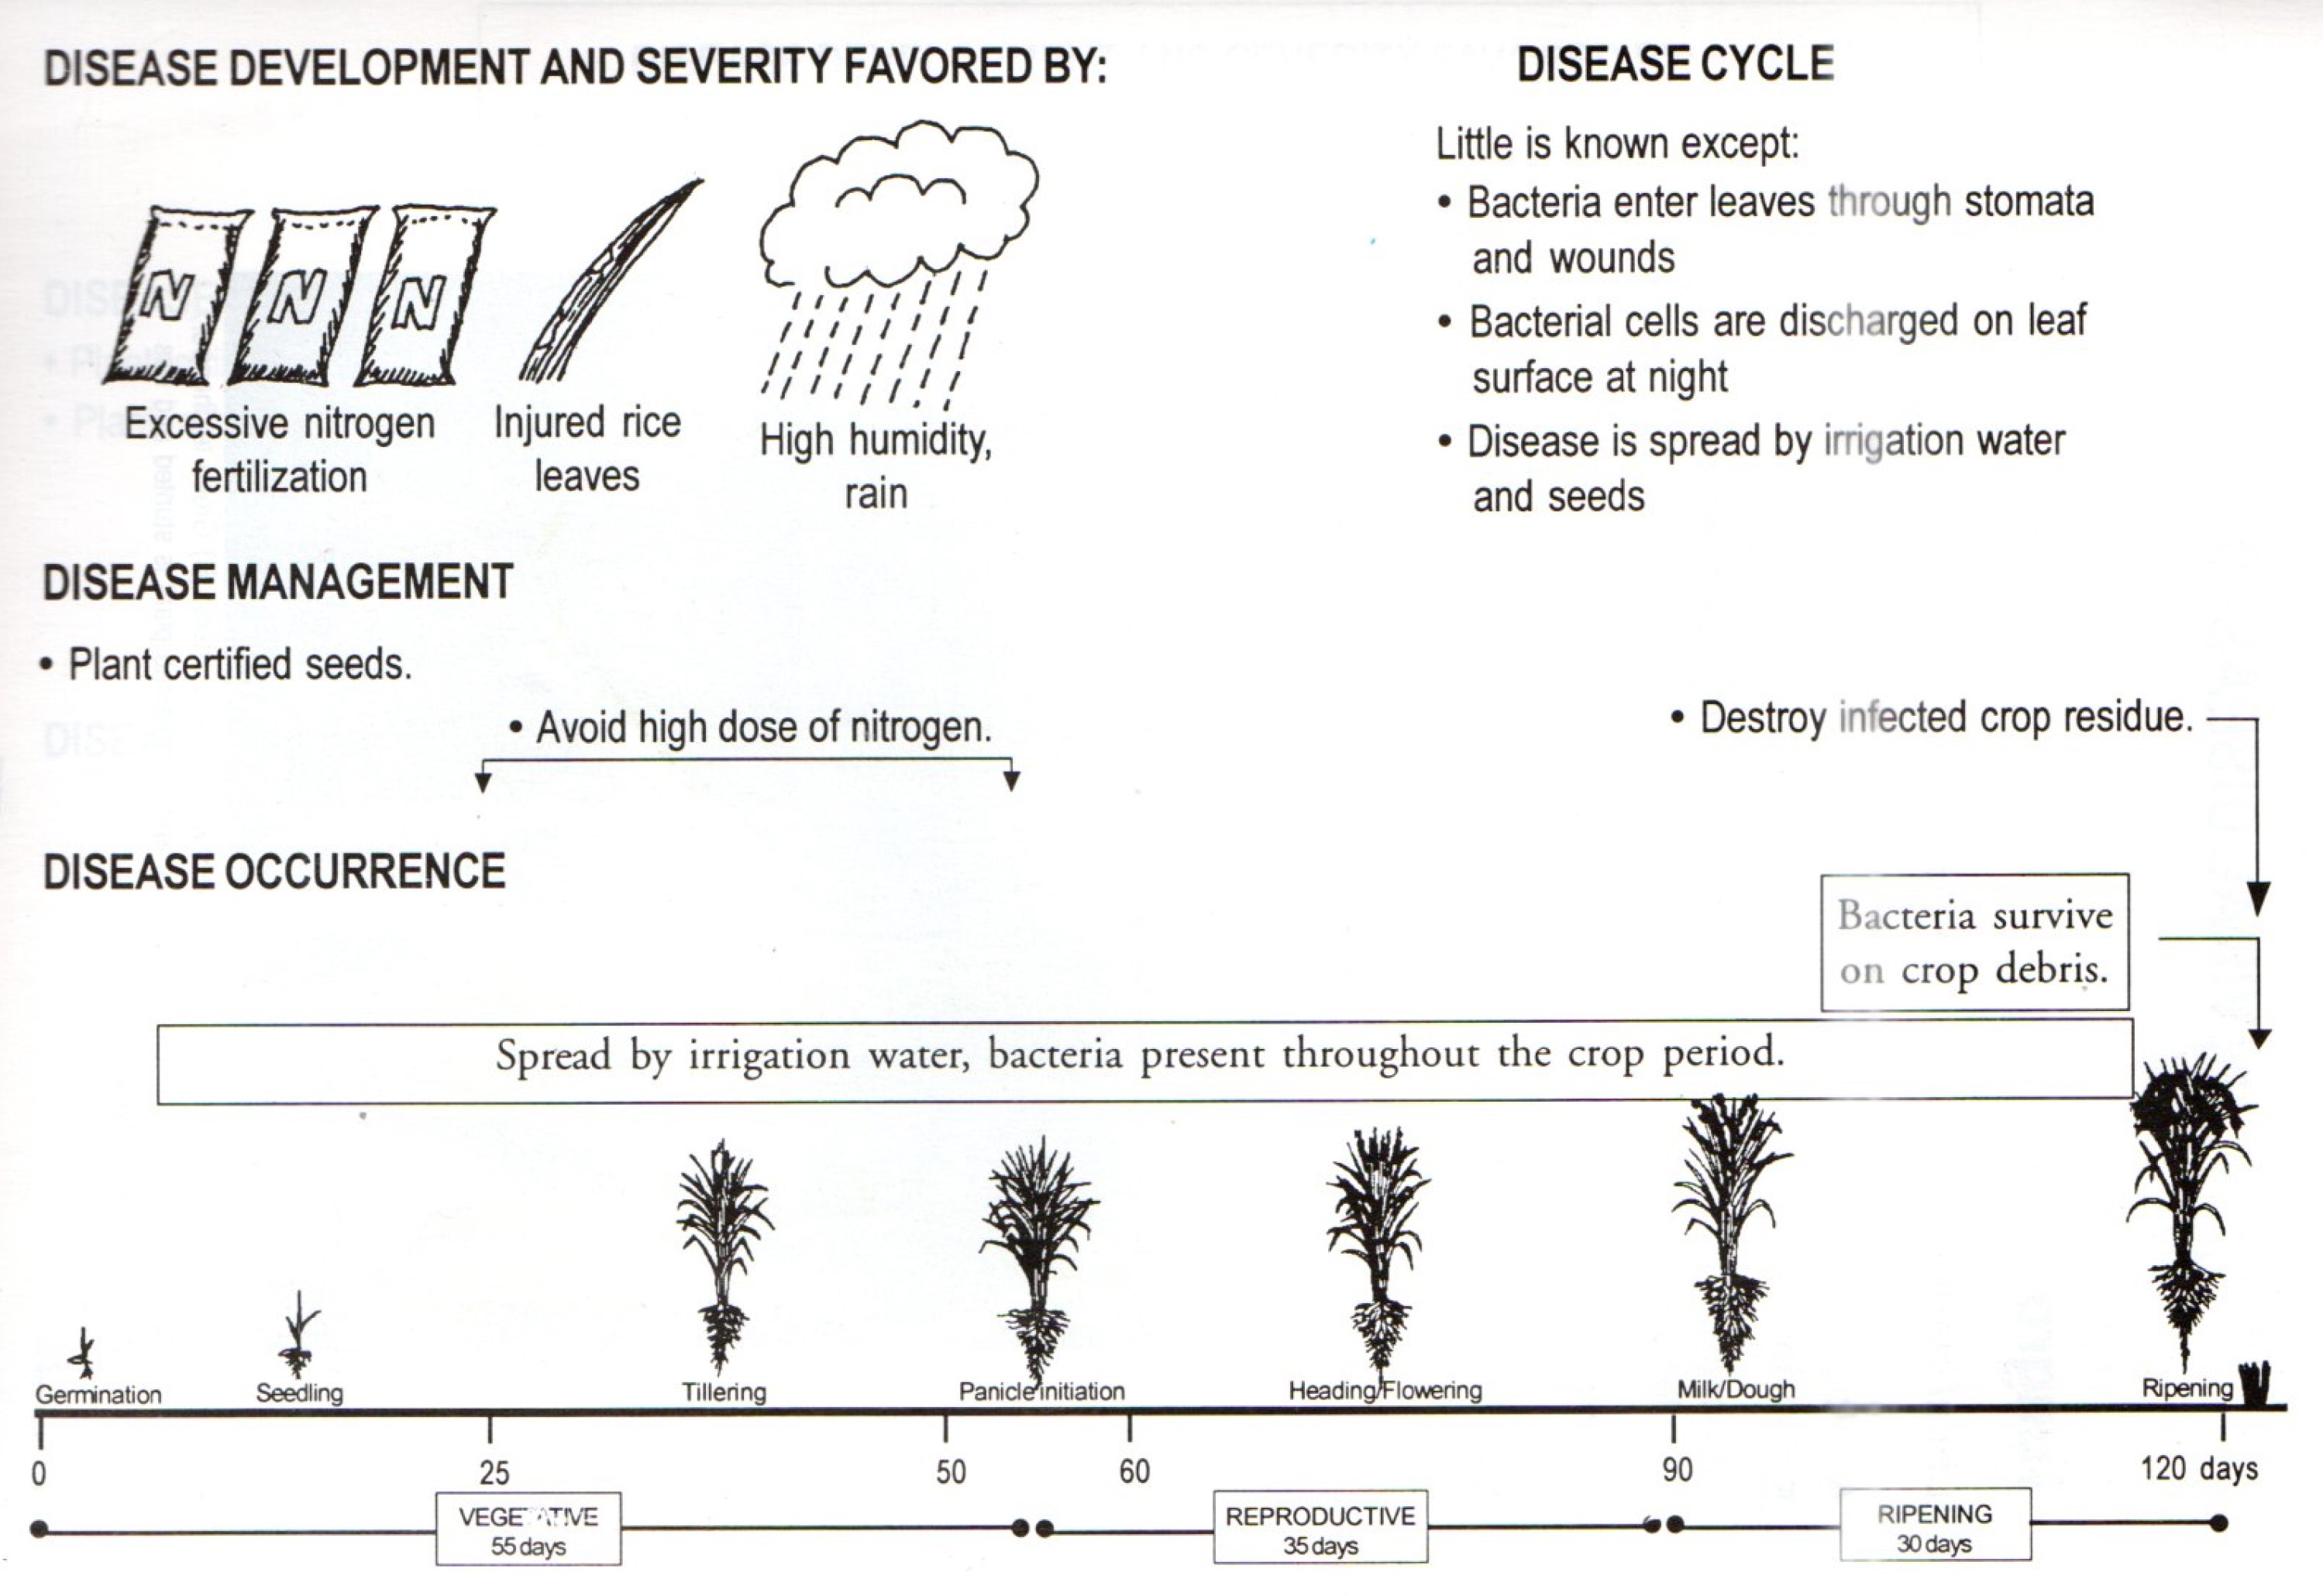 DISEASE DEVELOPMENT AND SEVERITY FAVORED BY:
N N N
Excessive nitrogen
fertilization
Injured rice
leaves
High humidity,
rain
DISEASE CYCLE
Little is known except:
• Bacteria enter leaves through stomata
and wounds
• Bacterial cells are discharged on leaf
surface at night
• Disease is spread by irrigation water
and seeds
DISEASE MANAGEMENT
• Plant certified seeds.
• Avoid high dose of nitrogen.
• Destroy infected crop residue.
DISEASE OCCURRENCE
Bacteria survive
on crop debris.
Spread by irrigation water, bacteria present throughout the crop period.
Germination Seedling Tillering Panicle initiation Heading/Flowering Milk/Dough Ripening
0 25 50 60 90 120 days
VEGETATIVE
55 days
REPRODUCTIVE
35 days
RIPENING
30 days